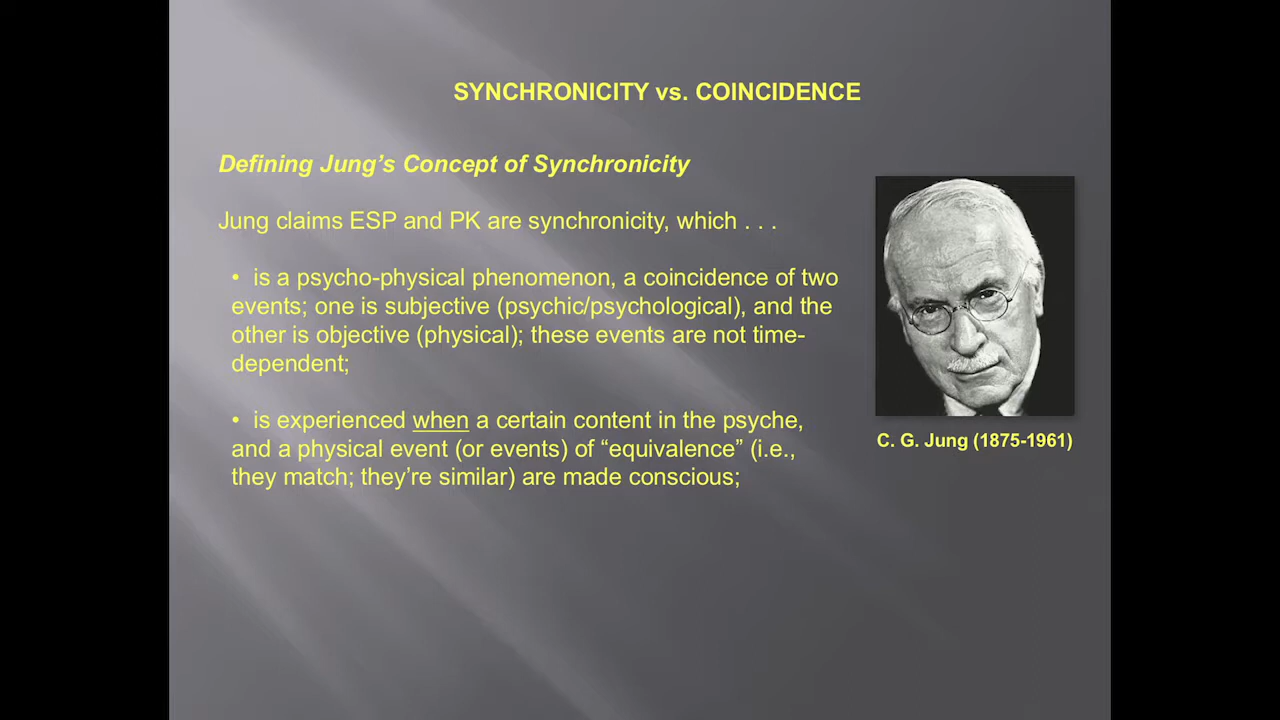 SYNCHRONICITY vs. COINCIDENCE
Defining Jung’s Concept of Synchronicity
Jung claims ESP and PK are synchronicity, which . . .
• is a psycho-physical phenomenon, a coincidence of two
events; one is subjective (psychic/psychological), and the
other is objective (physical); these events are not time-
dependent;
• is experienced when a certain content in the psyche,
and a physical event (or events) of “equivalence” (i.e.,
they match; they’re similar) are made conscious;
C. G. Jung (1875-1961)